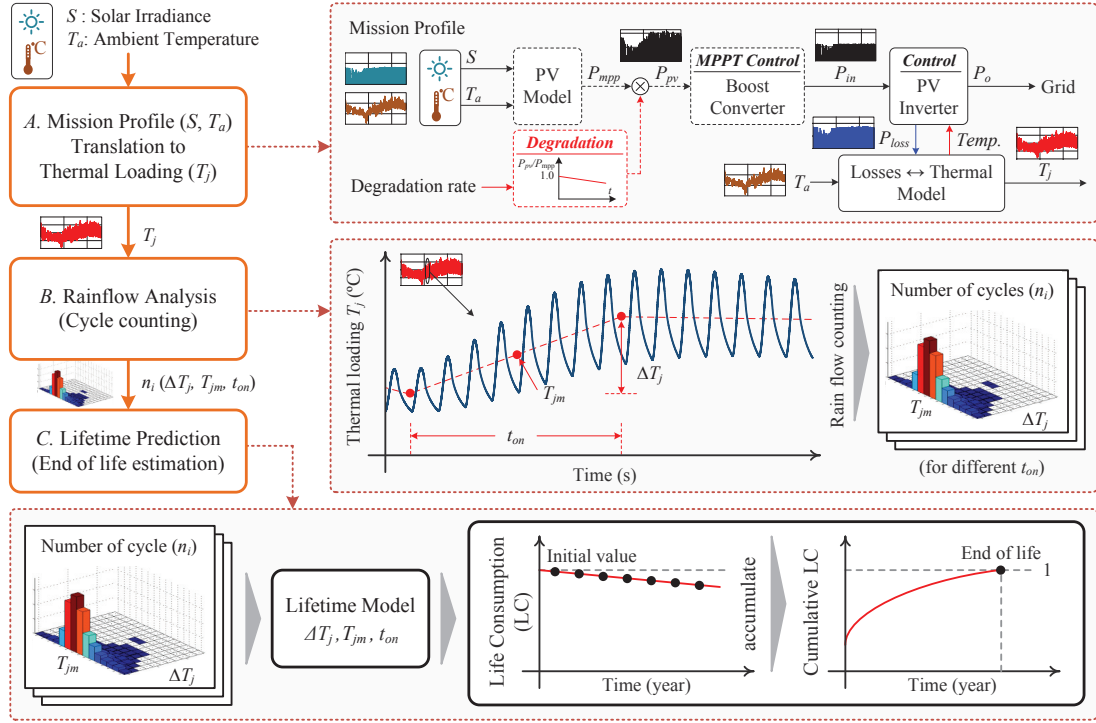 S : Solar Irradiance
°C
Tₐ: Ambient Temperature
A. Mission Profile (S, Tₐ)
Translation to
Thermal Loading (Tⱼ)
Tⱼ
B. Rainflow Analysis
(Cycle counting)
nᵢ (ΔTⱼ, Tⱼₘ, tₒₙ)
C. Lifetime Prediction
(End of life estimation)
Mission Profile
°C
S
Tₐ
PV
Model
Pₘₚₚ
Pₚᵥ
MPPT Control
Boost
Converter
Pᵢₙ
Control
PV
Inverter
Pₒ
Grid
Degradation rate
Degradation
Pₚᵥ/Pₘₚₚ
1.0
t
Pₗₒₛₛ
Temp.
Tₐ
Losses ↔ Thermal
Model
Tⱼ
Thermal loading Tⱼ (ºC)
Tⱼₘ
ΔTⱼ
tₒₙ
Time (s)
Rain flow counting
Number of cycles (nᵢ)
Tⱼₘ
ΔTⱼ
(for different tₒₙ)
Number of cycle (nᵢ)
Tⱼₘ
ΔTⱼ
Lifetime Model
ΔTⱼ , Tⱼₘ , tₒₙ
Life Consumption
(LC)
Initial value
Time (year)
accumulate
Cumulative LC
End of life
1
Time (year)